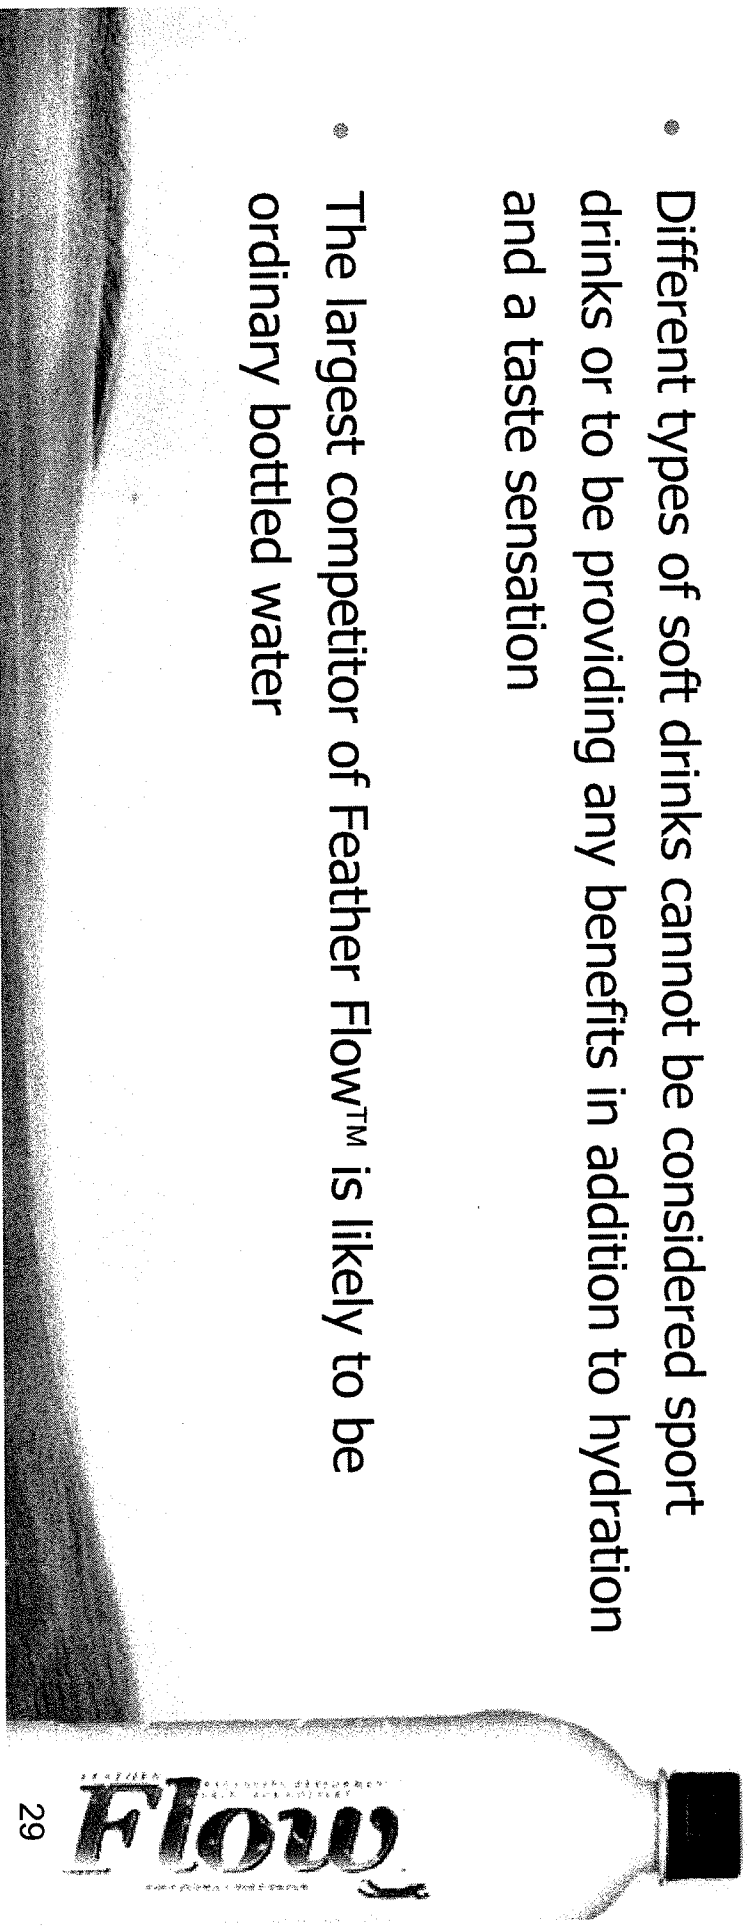 • Different types of soft drinks cannot be considered sport
drinks or to be providing any benefits in addition to hydration
and a taste sensation
• The largest competitor of Feather Flow™ is likely to be
ordinary bottled water
Flow
29